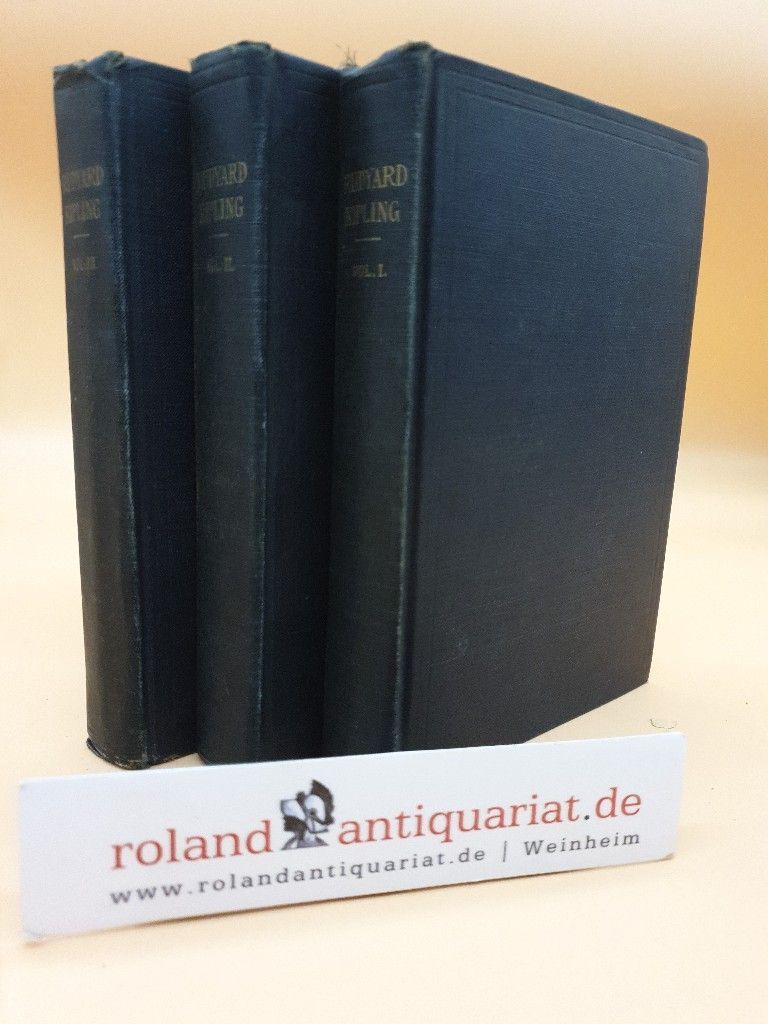 RUDYARD
KIPLING
VOL. III.
RUDYARD
KIPLING
VOL. II.
RUDYARD
KIPLING
VOL. I.
roland antiquariat.de
www.rolandantiquariat.de | Weinheim